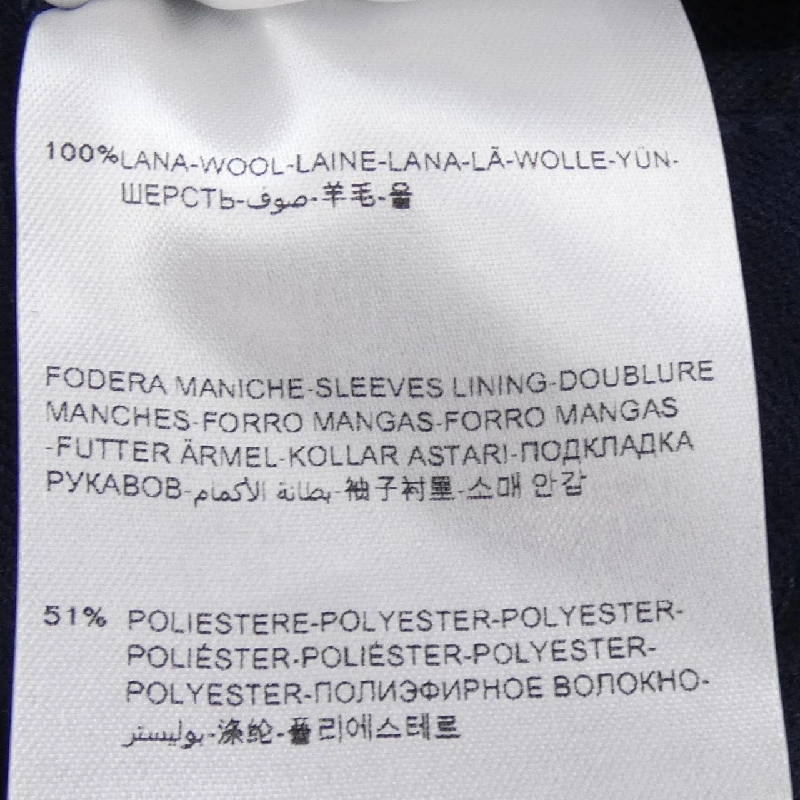 100% LANA-WOOL-LAINE-LANA-LÃ-WOLLE-YÜN-
ШЕРСТЬ-صوف-羊毛-울
FODERA MANICHE-SLEEVES LINING-DOUBLURE
MANCHES-FORRO MANGAS-FORRO MANGAS
-FUTTER ÄRMEL-KOLLAR ASTARI-ПОДКЛАДКА
РУКАВОВ-بطانة الأكمام-袖子衬里-소매 안감
51% POLIESTERE-POLYESTER-POLYESTER-
POLIÉSTER-POLIÉSTER-POLYESTER-
POLYESTER-ПОЛИЭФИРНОЕ ВОЛОКНО-
بوليستر-涤纶-폴리에스테르